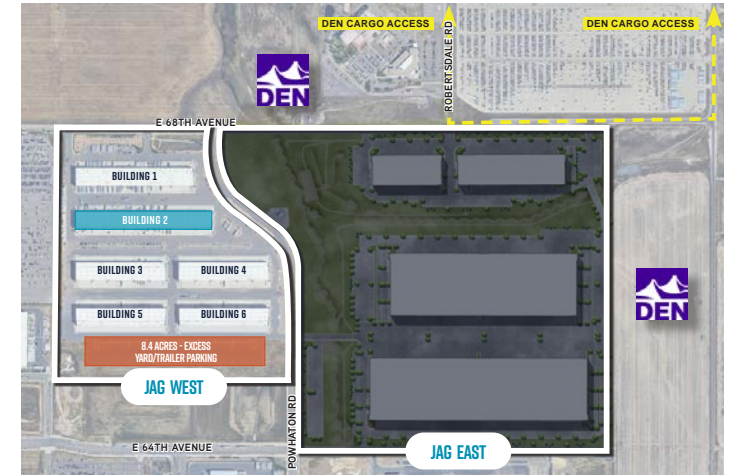 DEN CARGO ACCESS
DEN CARGO ACCESS
ROBERTSDALE RD
DEN
E 68TH AVENUE
BUILDING 1
BUILDING 2
BUILDING 3
BUILDING 4
DEN
BUILDING 5
BUILDING 6
8.4 ACRES - EXCESS
YARD/TRAILER PARKING
JAG WEST
POWHATON RD
E 64TH AVENUE
JAG EAST